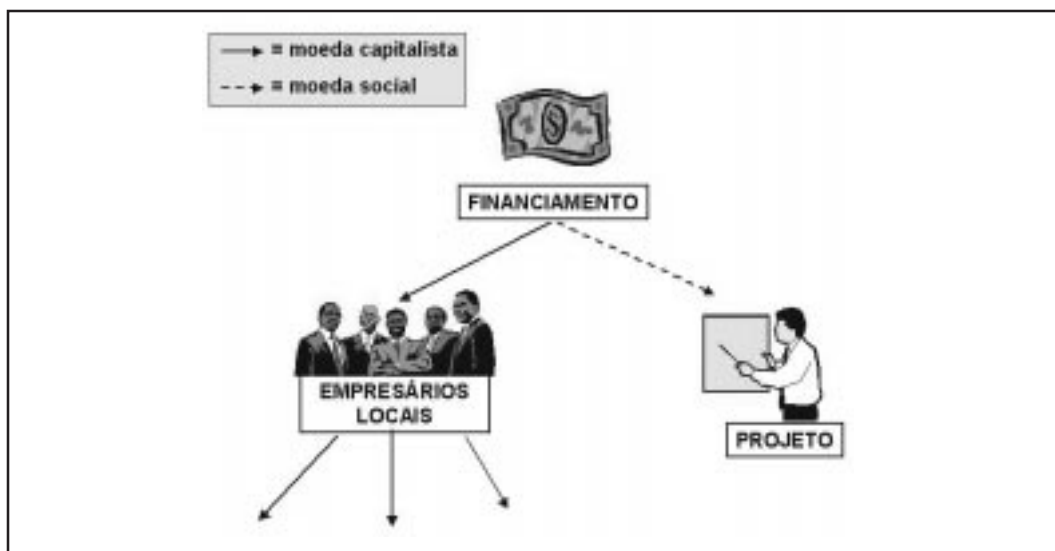 = moeda capitalista
= moeda social
FINANCIAMENTO
EMPRESÁRIOS
LOCAIS
PROJETO